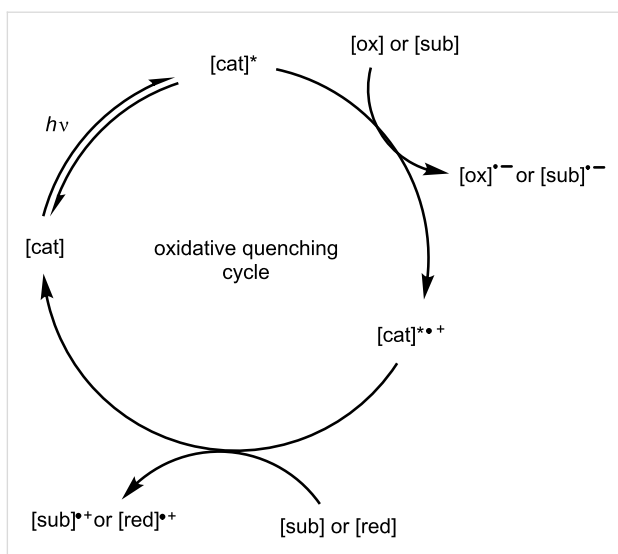 [ox] or [sub]
[cat]*
hν
[ox]•− or [sub]•−
[cat]
oxidative quenching
cycle
[cat]*•+
[sub]•+ or [red]•+
[sub] or [red]